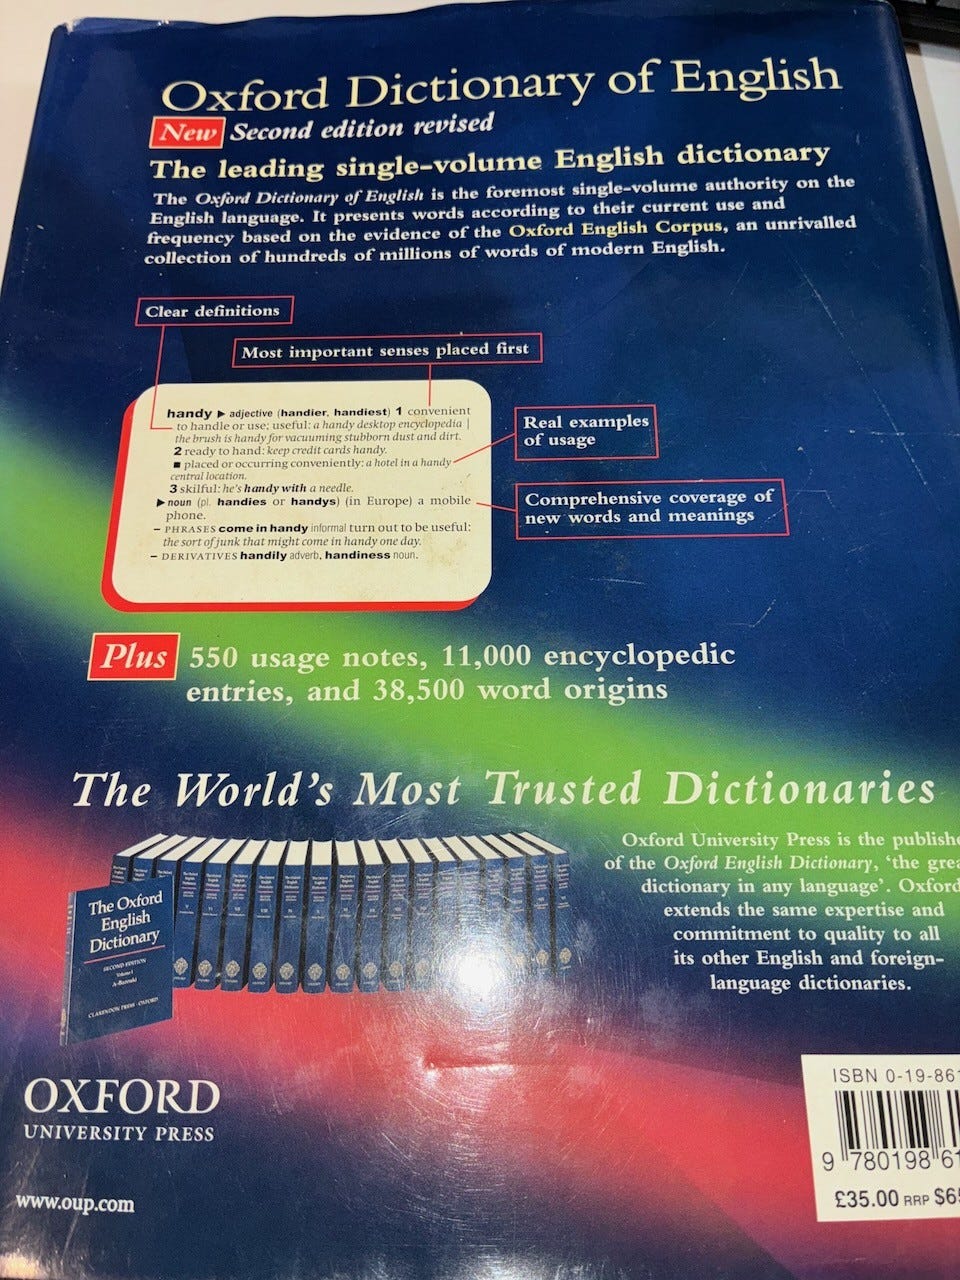 Oxford Dictionary of English
New Second edition revised
The leading single-volume English dictionary
The Oxford Dictionary of English is the foremost single-volume authority on the
English language. It presents words according to their current use and
frequency based on the evidence of the Oxford English Corpus, an unrivalled
collection of hundreds of millions of words of modern English.
Clear definitions
Most important senses placed first
handy ▶ adjective (handier, handiest) 1 convenient
to handle or use; useful: a handy desktop encyclopedia |
the brush is handy for vacuuming stubborn dust and dirt.
2 ready to hand: keep credit cards handy.
■ placed or occurring conveniently: a hotel in a handy
central location.
3 skilful: he's handy with a needle.
▶ noun (pl. handies or handys) (in Europe) a mobile
phone.
– PHRASES come in handy informal turn out to be useful:
the sort of junk that might come in handy one day.
– DERIVATIVES handily adverb, handiness noun.
Real examples
of usage
Comprehensive coverage of
new words and meanings
Plus 550 usage notes, 11,000 encyclopedic
entries, and 38,500 word origins
The World's Most Trusted Dictionaries
Oxford University Press is the publishe
of the Oxford English Dictionary, 'the grea
dictionary in any language'. Oxford
extends the same expertise and
commitment to quality to all
its other English and foreign-
language dictionaries.
The Oxford
English
Dictionary
SECOND EDITION
Volume I
A–Bazouki
CLARENDON PRESS · OXFORD
OXFORD
UNIVERSITY PRESS
www.oup.com
ISBN 0-19-861
9 780198 61
£35.00 RRP $65